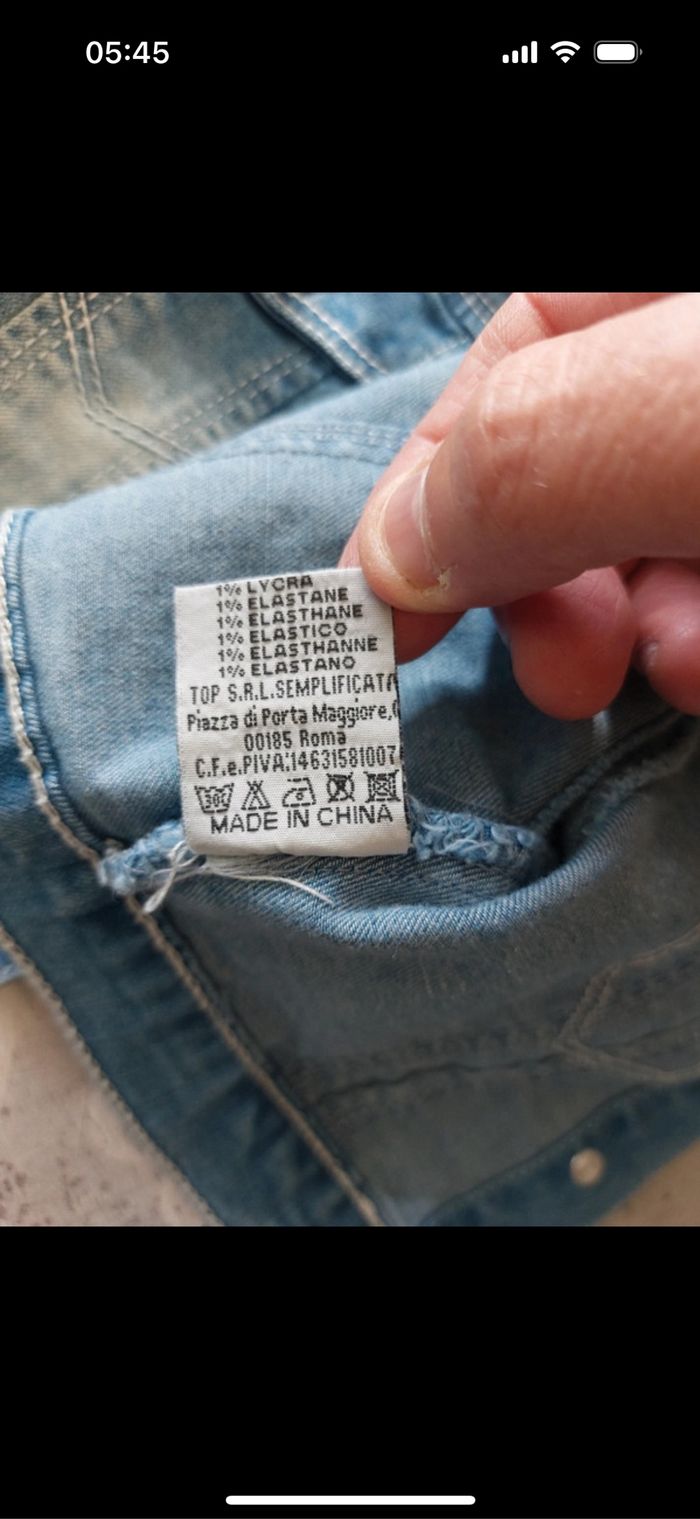 05:45
1% LYCRA
1% ELASTANE
1% ELASTHANE
1% ELASTICO
1% ELASTHANNE
1% ELASTANO
TOP S.R.L.SEMPLIFICATA
Piazza di Porta Maggiore,
00185 Roma
C.F.e.PIVA:14631581007
30
MADE IN CHINA